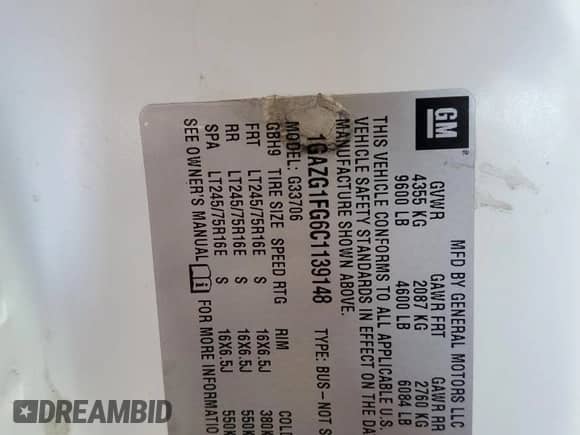 GM
MFD BY GENERAL MOTORS LLC
GVWR GAWR FRT GAWR RR
4355 KG 2087 KG 2760 KG
9600 LB 4600 LB 6084 LB
THIS VEHICLE CONFORMS TO ALL APPLICABLE U.S.
VEHICLE SAFETY STANDARDS IN EFFECT ON THE DA
MANUFACTURE SHOWN ABOVE.
1GAZG1FG6C1139148 BUS-NOT S
MODEL: G33706
GBH9 TIRE SIZE SPEED RTG RIM COLD
FRT LT245/75R16E S 16X6.5J 380K
RR LT245/75R16E S 16X6.5J 550K
SPA LT245/75R16E S 16X6.5J 550K
SEE OWNER'S MANUAL FOR MORE INFORMATIO
DREAMBID